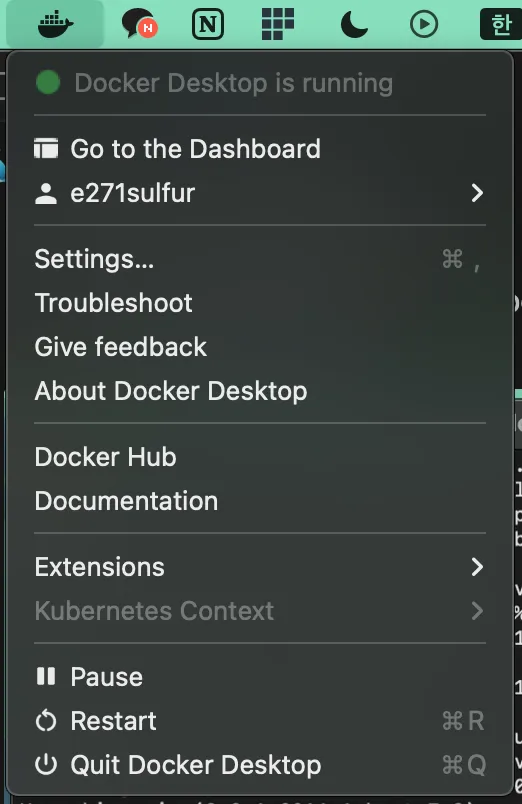 N
N
한
Docker Desktop is running
Go to the Dashboard
e271sulfur
Settings... ⌘ ,
Troubleshoot
Give feedback
About Docker Desktop
Docker Hub
Documentation
Extensions
Kubernetes Context
Pause
Restart ⌘R
Quit Docker Desktop ⌘Q